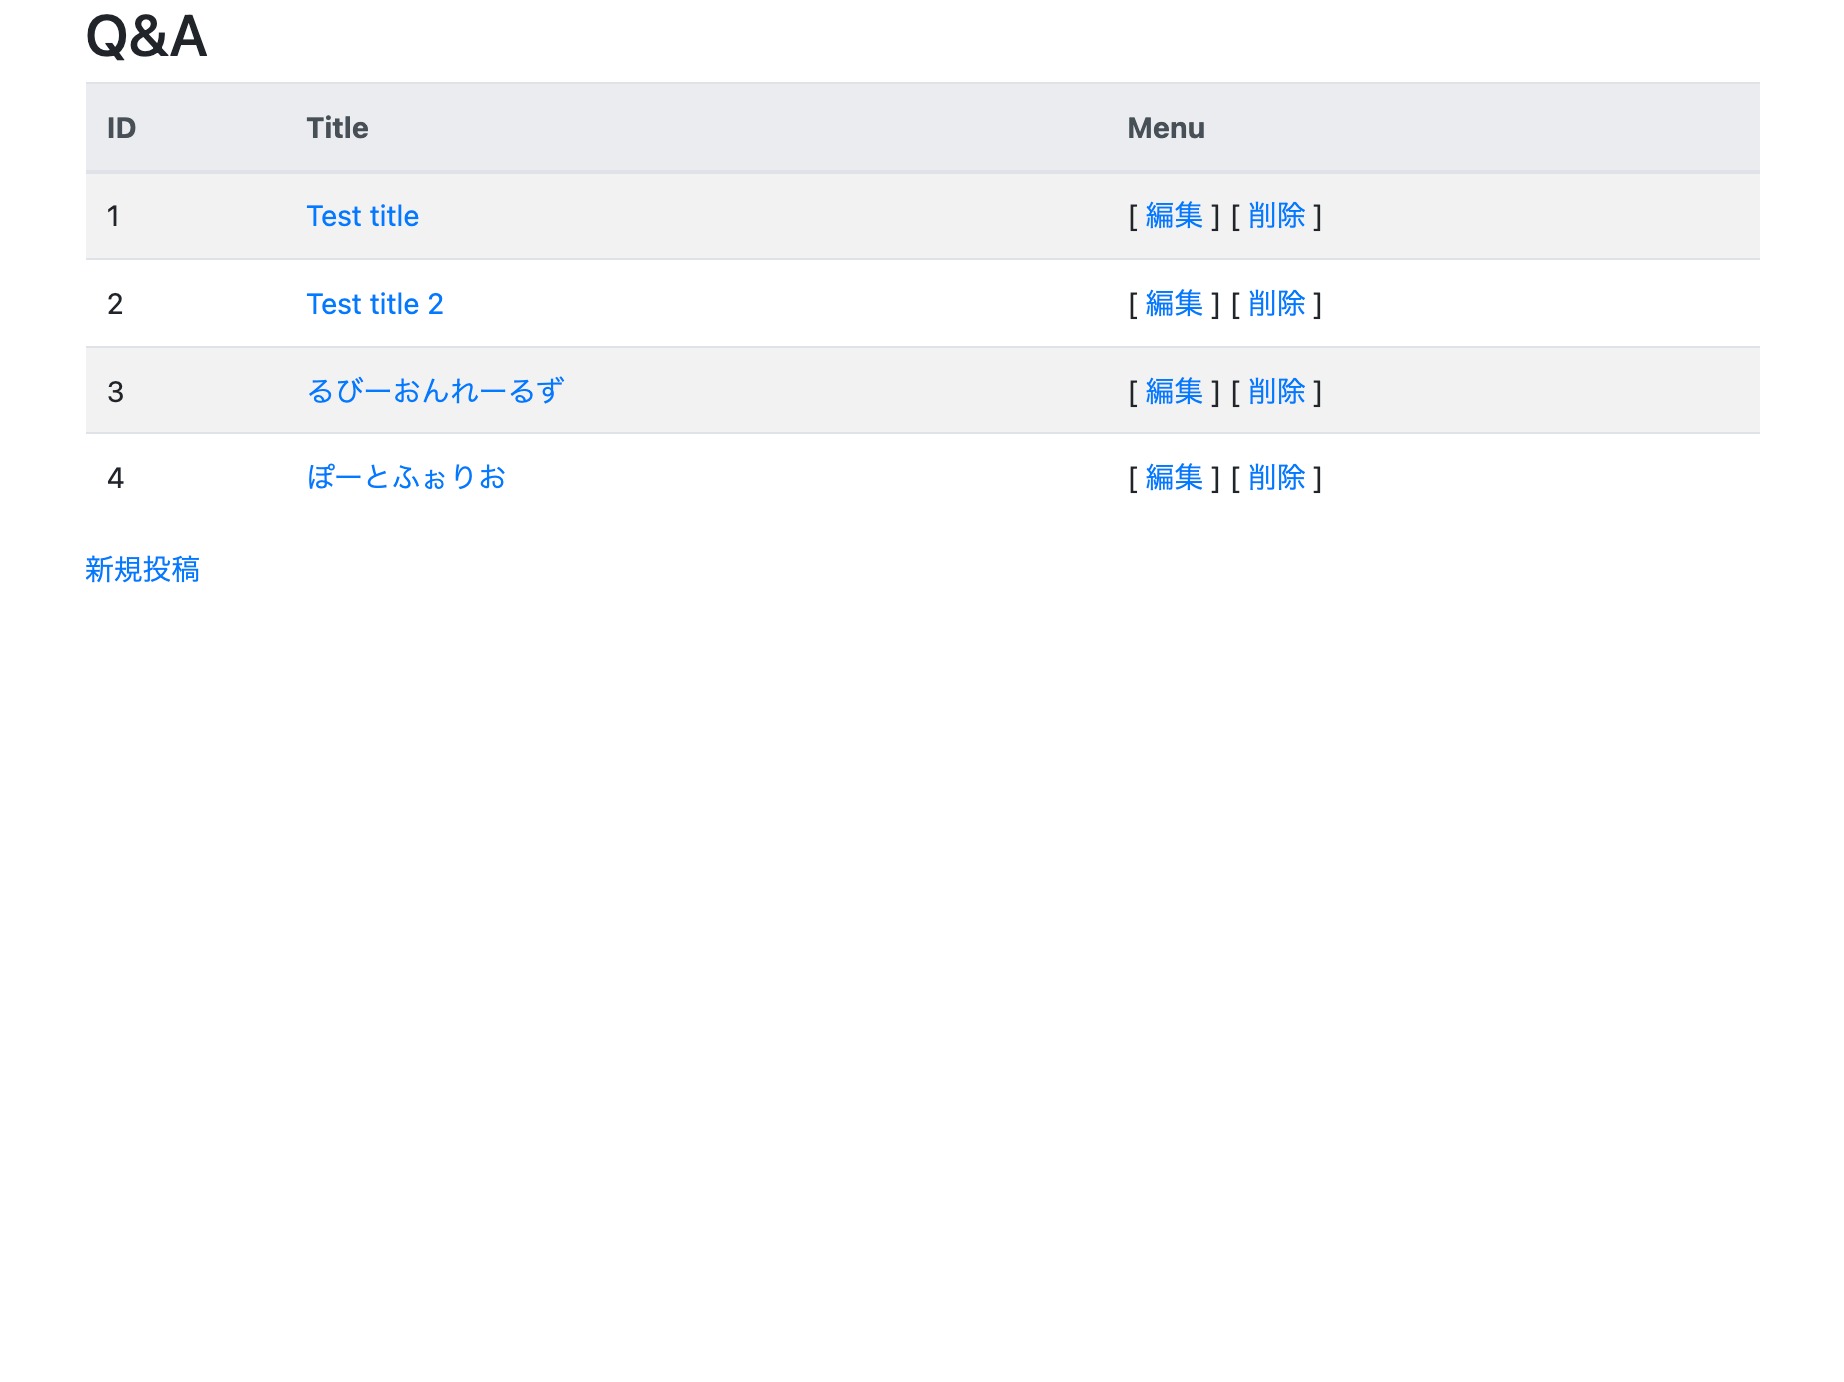 Q&A
ID Title Menu
1 Test title [ 編集 ] [ 削除 ]
2 Test title 2 [ 編集 ] [ 削除 ]
3 るびーおんれーるず [ 編集 ] [ 削除 ]
4 ぽーとふぉりお [ 編集 ] [ 削除 ]
新規投稿